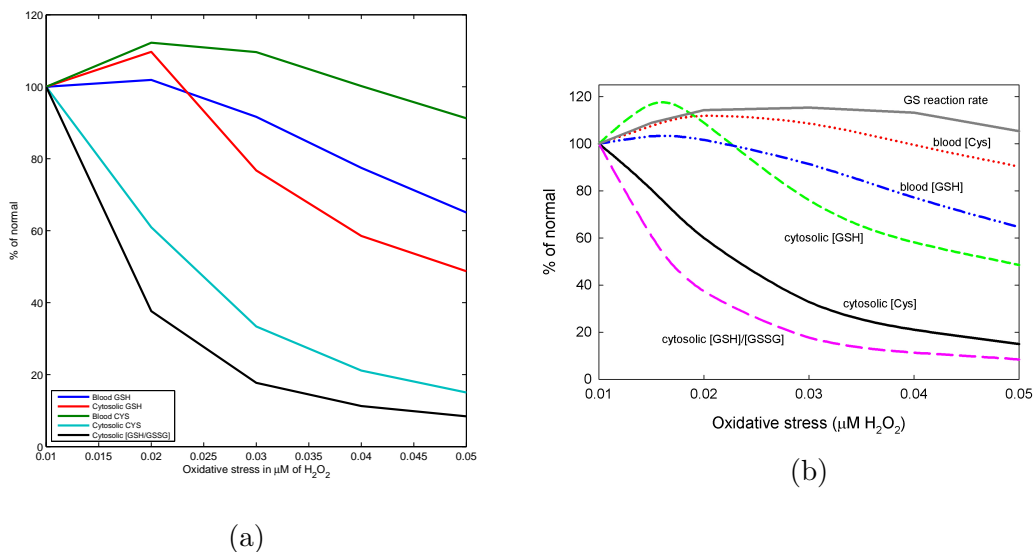 120
100
80
60
40
20
0
% of normal
0.01 0.015 0.02 0.025 0.03 0.035 0.04 0.045 0.05
Oxidative stress in μM of H₂O₂
Blood GSH
Cytosolic GSH
Blood CYS
Cytosolic CYS
Cytosolic [GSH/GSSG]
(a)
120
100
80
60
40
20
0
% of normal
GS reaction rate
blood [Cys]
blood [GSH]
cytosolic [GSH]
cytosolic [Cys]
cytosolic [GSH]/[GSSG]
0.01 0.02 0.03 0.04 0.05
Oxidative stress (μM H₂O₂)
(b)